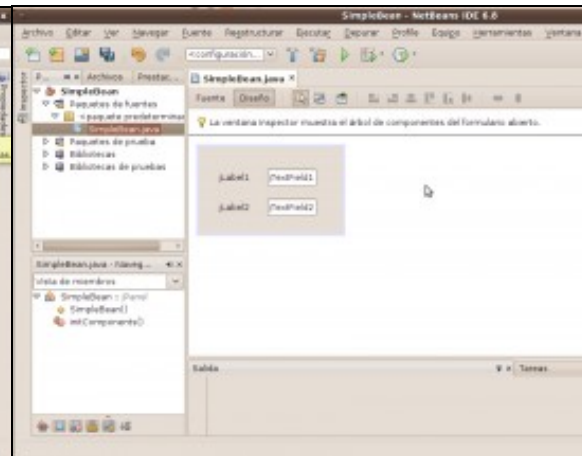 SimpleBean - NetBeans IDE 6.8
Archivo Editar Ver Navegar Fuente Reestructurar Ejecutar Depurar Profile Equipo Herramientas Ventana
<configuración...
P... Archivos Prestac... SimpleBean.java
Inspector
Propiedades
SimpleBean
Fuente Diseño
Paquetes de fuentes
<paquete predeterminado
SimpleBean.java
La ventana Inspector muestra el árbol de componentes del formulario abierto.
Paquetes de prueba
Bibliotecas
Bibliotecas de pruebas
jLabel1 jTextField1
jLabel2 jTextField2
SimpleBean.java - Naveg...
Vista de miembros
SimpleBean :: JPanel
SimpleBean()
initComponents()
Salida Tareas